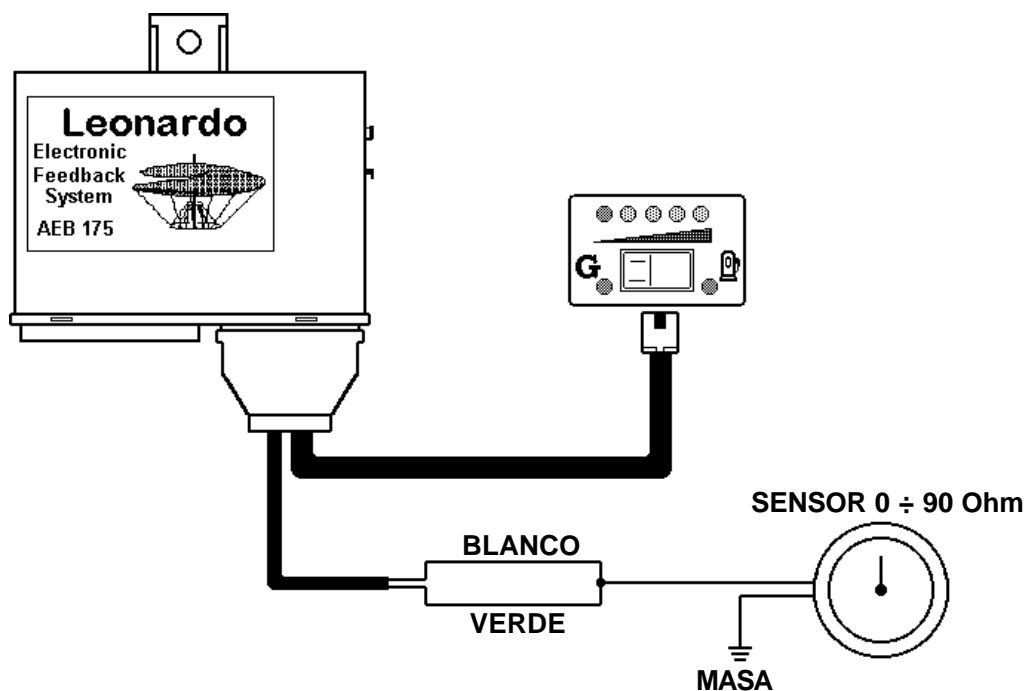 Leonardo
Electronic
Feedback
System
AEB 175
G
SENSOR 0 ÷ 90 Ohm
BLANCO
VERDE
MASA